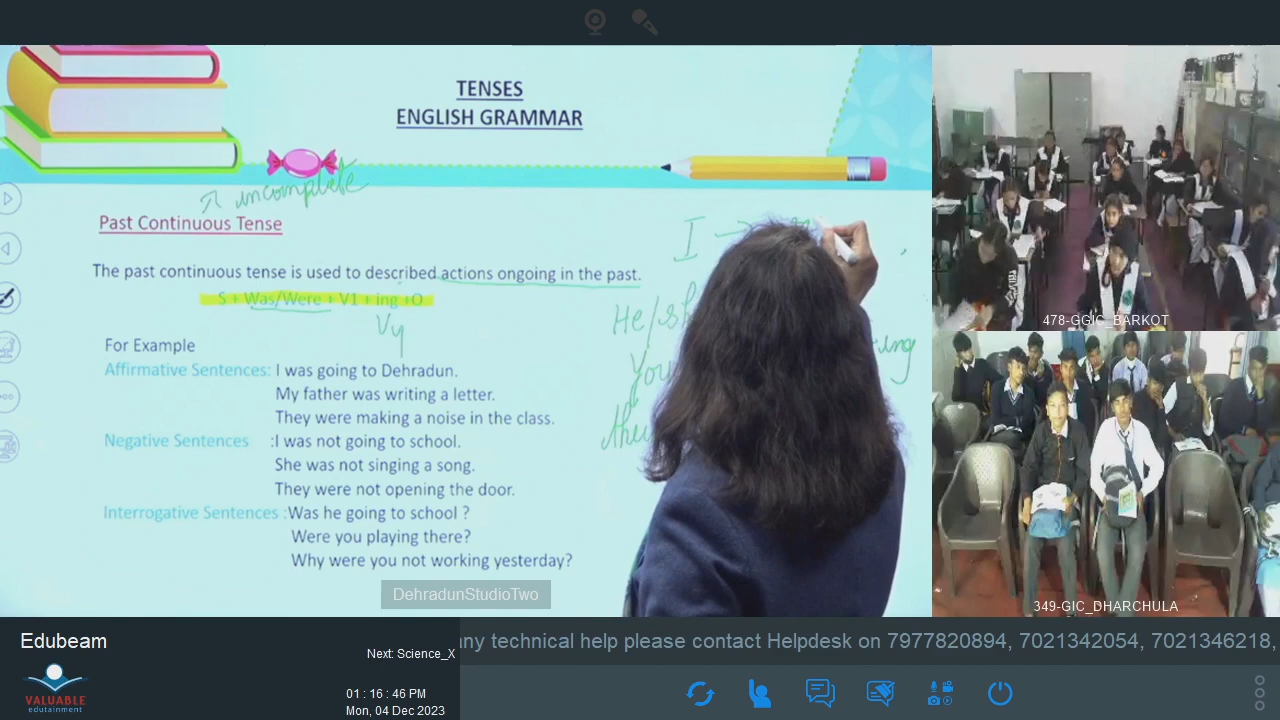 TENSES
ENGLISH GRAMMAR
incomplete
Past Continuous Tense
The past continuous tense is used to described actions ongoing in the past.
S + Was/Were + V1 + ing +O
For Example
Affirmative Sentences: I was going to Dehradun.
My father was writing a letter.
They were making a noise in the class.
Negative Sentences :I was not going to school.
She was not singing a song.
They were not opening the door.
Interrogative Sentences :Was he going to school ?
Were you playing there?
Why were you not working yesterday?
I →
He/
ing
DehradunStudioTwo
478-GGIC_BARKOT
349-GIC_DHARCHULA
Edubeam
Next: Science_X
ny technical help please contact Helpdesk on 7977820894, 7021342054, 7021346218,
VALUABLE
edutainment
01 : 16 : 46 PM
Mon, 04 Dec 2023